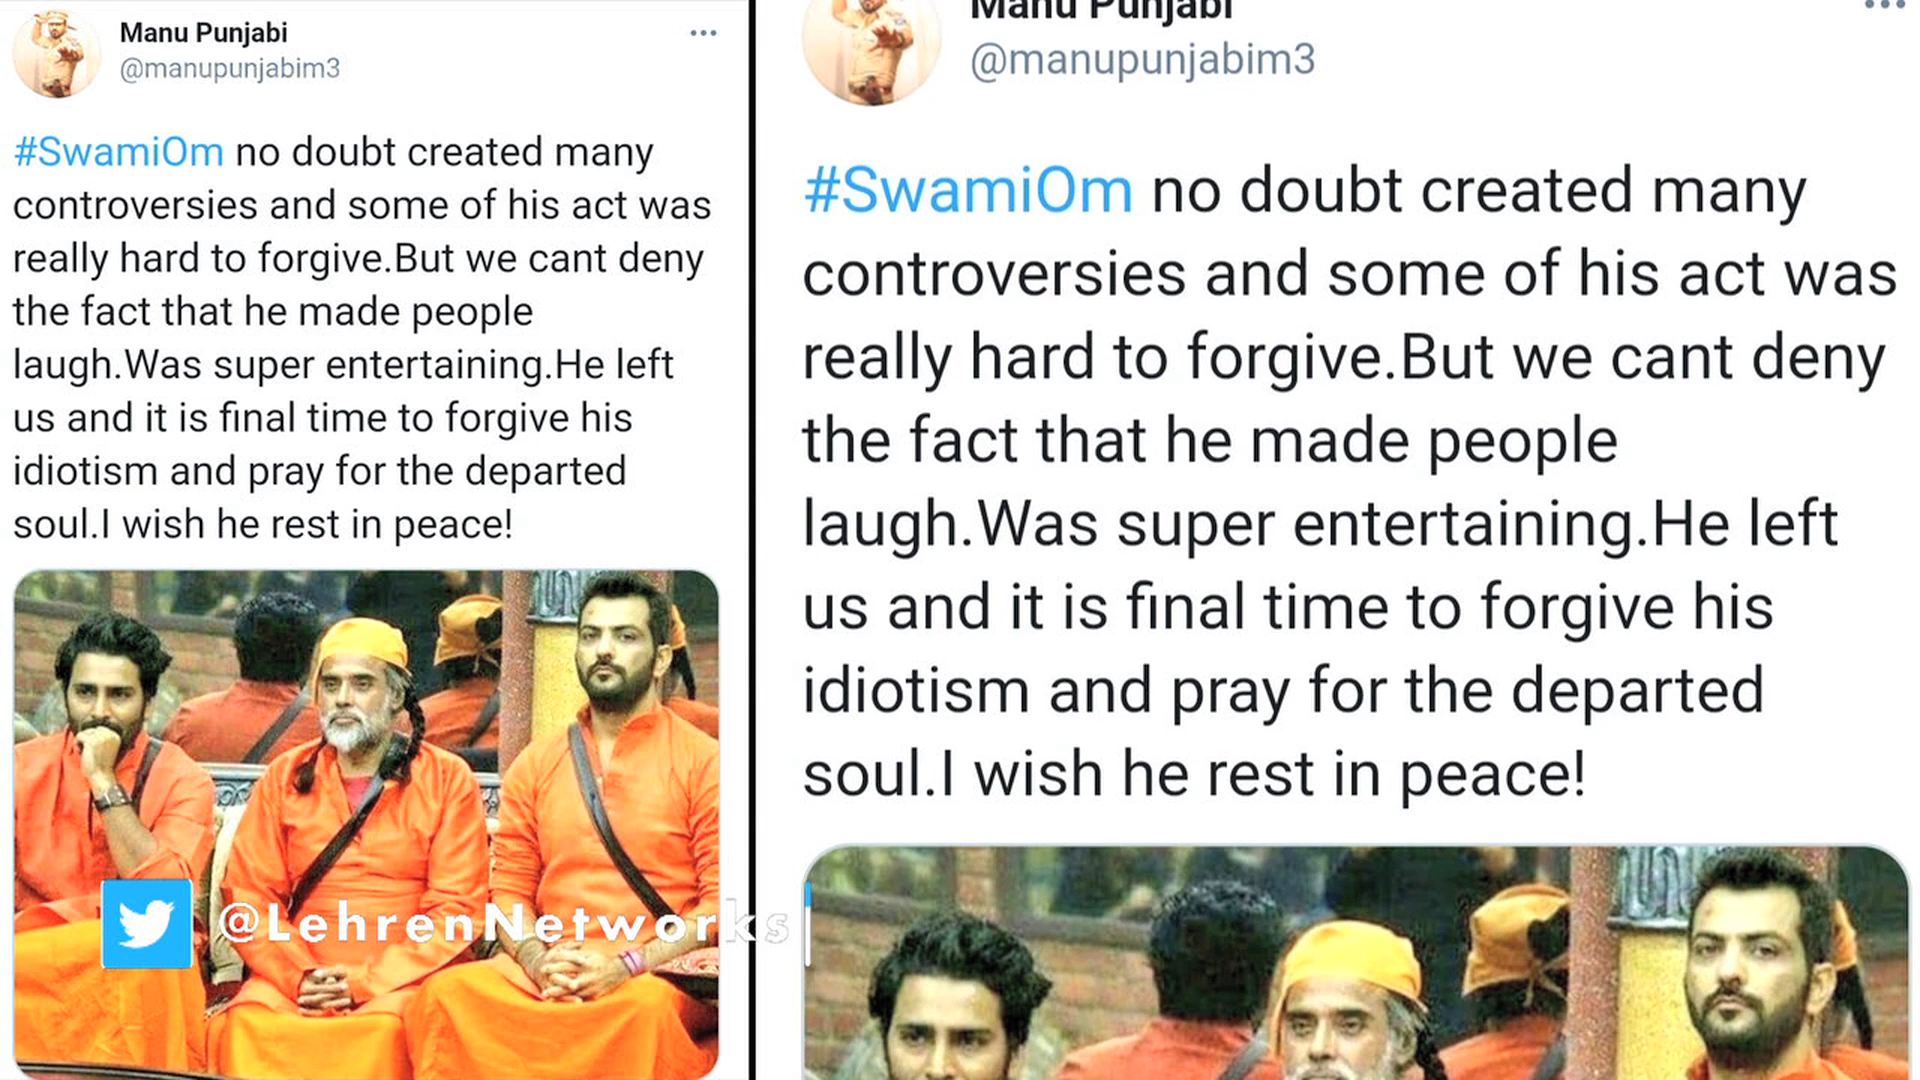 Manu Punjabi
@manupunjabim3
#SwamiOm no doubt created many
controversies and some of his act was
really hard to forgive.But we cant deny
the fact that he made people
laugh.Was super entertaining.He left
us and it is final time to forgive his
idiotism and pray for the departed
soul.I wish he rest in peace!
@LehrenNetworks
Manu Punjabi
@manupunjabim3
#SwamiOm no doubt created many
controversies and some of his act was
really hard to forgive.But we cant deny
the fact that he made people
laugh.Was super entertaining.He left
us and it is final time to forgive his
idiotism and pray for the departed
soul.I wish he rest in peace!